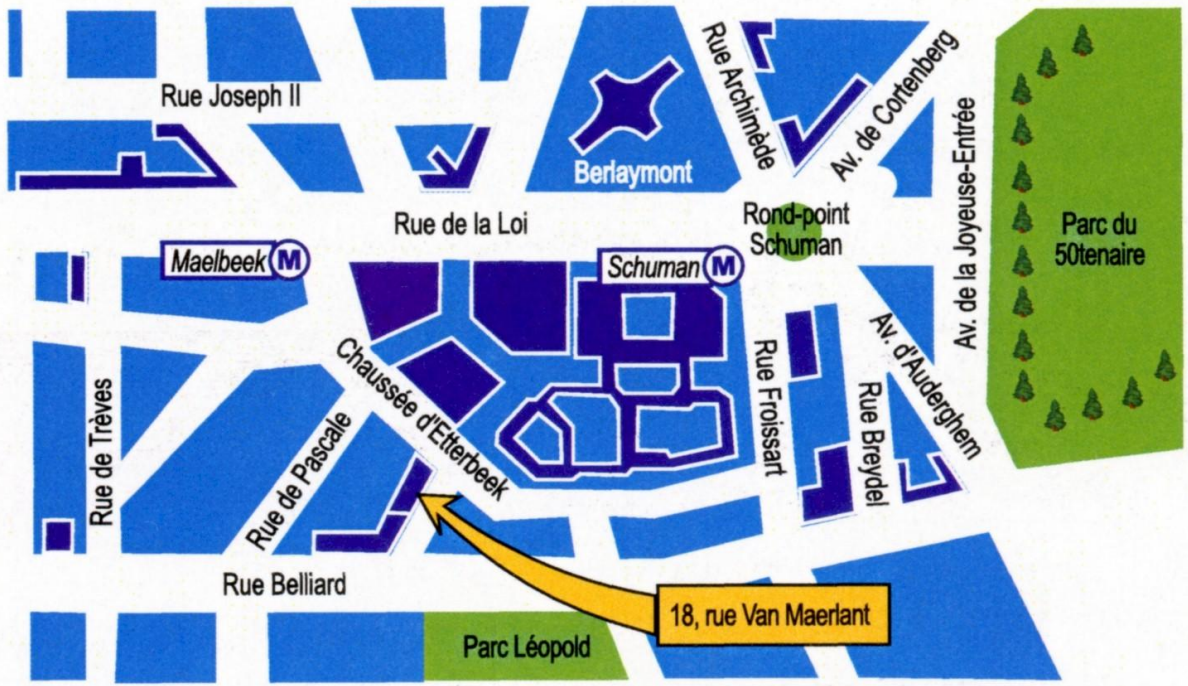 Rue Joseph II
Rue Archimède
Av. de Cortenberg
Berlaymont
Av. de la Joyeuse-Entrée
Rue de la Loi
Rond-point
Schuman
Parc du
50tenaire
Maelbeek M
Schuman M
Chaussée d'Etterbeek
Rue Froissart
Av. d'Auderghem
Rue Breydel
Rue de Trèves
Rue de Pascale
Rue Belliard
18, rue Van Maerlant
Parc Léopold